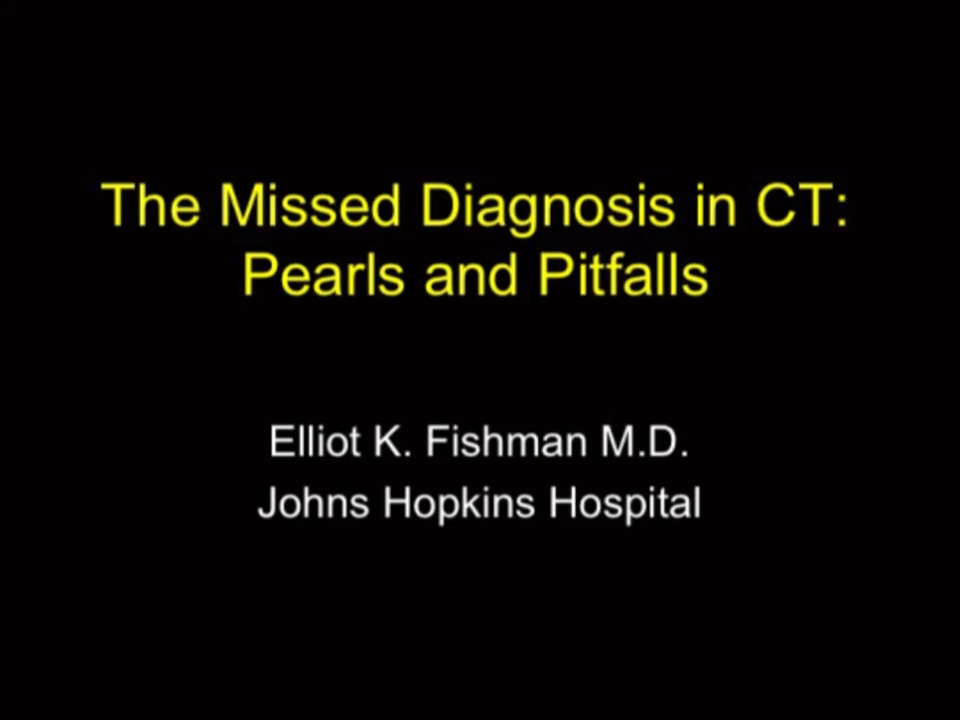 The Missed Diagnosis in CT:
Pearls and Pitfalls
Elliot K. Fishman M.D.
Johns Hopkins Hospital